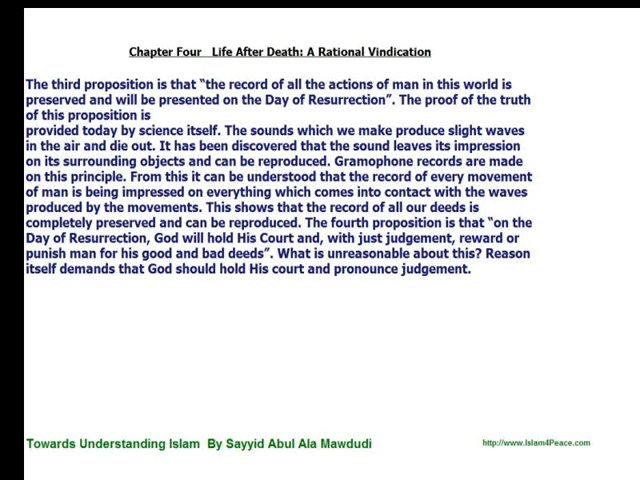 Chapter Four   Life After Death: A Rational Vindication
The third proposition is that “the record of all the actions of man in this world is
preserved and will be presented on the Day of Resurrection”. The proof of the truth
of this proposition is
provided today by science itself. The sounds which we make produce slight waves
in the air and die out. It has been discovered that the sound leaves its impression
on its surrounding objects and can be reproduced. Gramophone records are made
on this principle. From this it can be understood that the record of every movement
of man is being impressed on everything which comes into contact with the waves
produced by the movements. This shows that the record of all our deeds is
completely preserved and can be reproduced. The fourth proposition is that “on the
Day of Resurrection, God will hold His Court and, with just judgement, reward or
punish man for his good and bad deeds”. What is unreasonable about this? Reason
itself demands that God should hold His court and pronounce judgement.
Towards Understanding Islam  By Sayyid Abul Ala Mawdudi
http://www.Islam4Peace.com